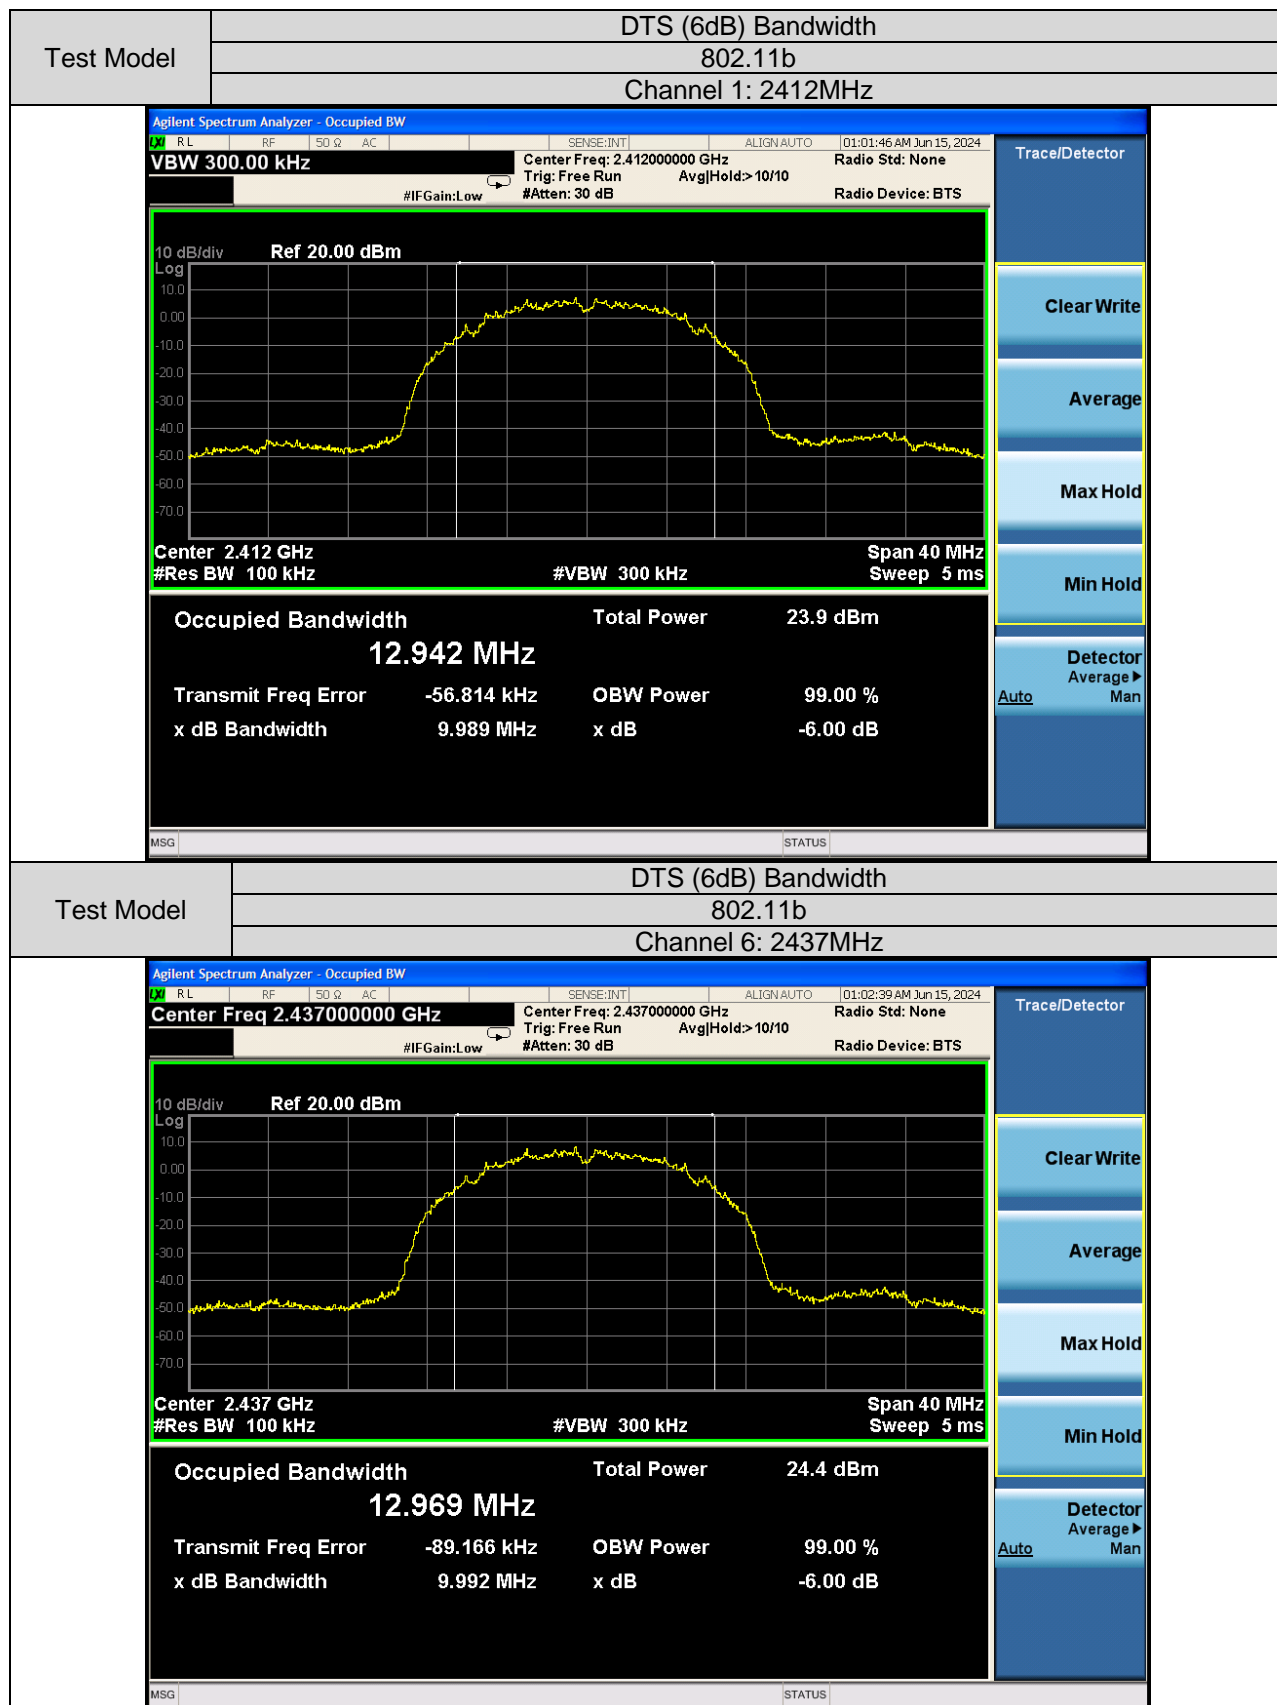 Test Model
DTS (6dB) Bandwidth
802.11b
Channel 1: 2412MHz
Agilent Spectrum Analyzer - Occupied BW
LXI RL RF 50 Ω AC SENSE:INT ALIGN AUTO 01:01:46 AM Jun 15, 2024
VBW 300.00 kHz
Center Freq: 2.412000000 GHz
Radio Std: None
Trace/Detector
Trig: Free Run Avg|Hold:> 10/10
#IFGain:Low #Atten: 30 dB Radio Device: BTS
10 dB/div Ref 20.00 dBm
Log
10.0
0.00
-10.0
-20.0
-30.0
-40.0
-50.0
-60.0
-70.0
Clear Write
Average
Max Hold
Min Hold
Detector
Average
Auto Man
Center 2.412 GHz Span 40 MHz
#Res BW 100 kHz #VBW 300 kHz Sweep 5 ms
Occupied Bandwidth Total Power 23.9 dBm
12.942 MHz
Transmit Freq Error -56.814 kHz OBW Power 99.00 %
x dB Bandwidth 9.989 MHz x dB -6.00 dB
MSG STATUS
Test Model
DTS (6dB) Bandwidth
802.11b
Channel 6: 2437MHz
Agilent Spectrum Analyzer - Occupied BW
LXI RL RF 50 Ω AC SENSE:INT ALIGN AUTO 01:02:39 AM Jun 15, 2024
Center Freq 2.437000000 GHz
Center Freq: 2.437000000 GHz
Radio Std: None
Trace/Detector
Trig: Free Run Avg|Hold:> 10/10
#IFGain:Low #Atten: 30 dB Radio Device: BTS
10 dB/div Ref 20.00 dBm
Log
10.0
0.00
-10.0
-20.0
-30.0
-40.0
-50.0
-60.0
-70.0
Clear Write
Average
Max Hold
Min Hold
Detector
Average
Auto Man
Center 2.437 GHz Span 40 MHz
#Res BW 100 kHz #VBW 300 kHz Sweep 5 ms
Occupied Bandwidth Total Power 24.4 dBm
12.969 MHz
Transmit Freq Error -89.166 kHz OBW Power 99.00 %
x dB Bandwidth 9.992 MHz x dB -6.00 dB
MSG STATUS